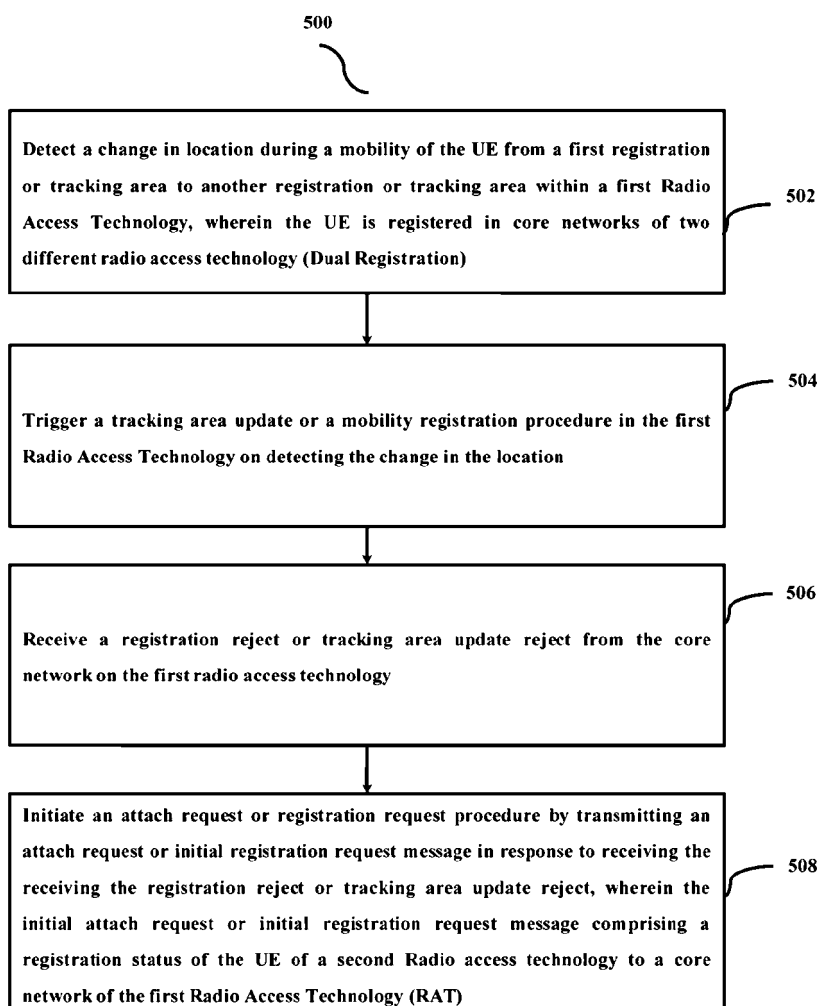 500
Detect a change in location during a mobility of the UE from a first registration
or tracking area to another registration or tracking area within a first Radio
Access Technology, wherein the UE is registered in core networks of two
different radio access technology (Dual Registration)
502
Trigger a tracking area update or a mobility registration procedure in the first
Radio Access Technology on detecting the change in the location
504
Receive a registration reject or tracking area update reject from the core
network on the first radio access technology
506
Initiate an attach request or registration request procedure by transmitting an
attach request or initial registration request message in response to receiving the
receiving the registration reject or tracking area update reject, wherein the
initial attach request or initial registration request message comprising a
registration status of the UE of a second Radio access technology to a core
network of the first Radio Access Technology (RAT)
508